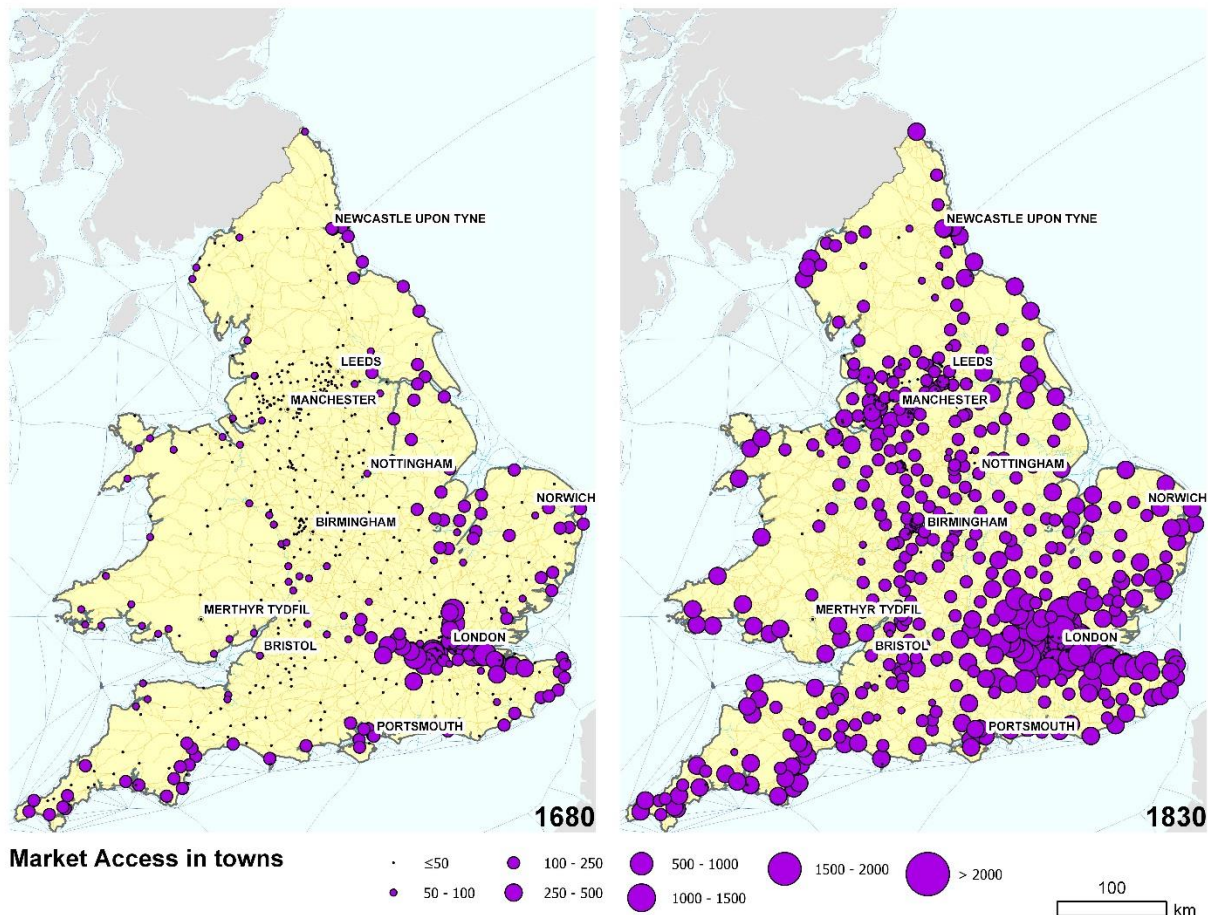 NEWCASTLE UPON TYNE
LEEDS
MANCHESTER
NOTTINGHAM
NORWICH
BIRMINGHAM
MERTHYR TYDFIL
LONDON
BRISTOL
PORTSMOUTH
1680
NEWCASTLE UPON TYNE
LEEDS
MANCHESTER
NOTTINGHAM
NORWICH
BIRMINGHAM
MERTHYR TYDFIL
LONDON
BRISTOL
PORTSMOUTH
1830
Market Access in towns
≤50
50 - 100
100 - 250
250 - 500
500 - 1000
1000 - 1500
1500 - 2000
> 2000
100
km